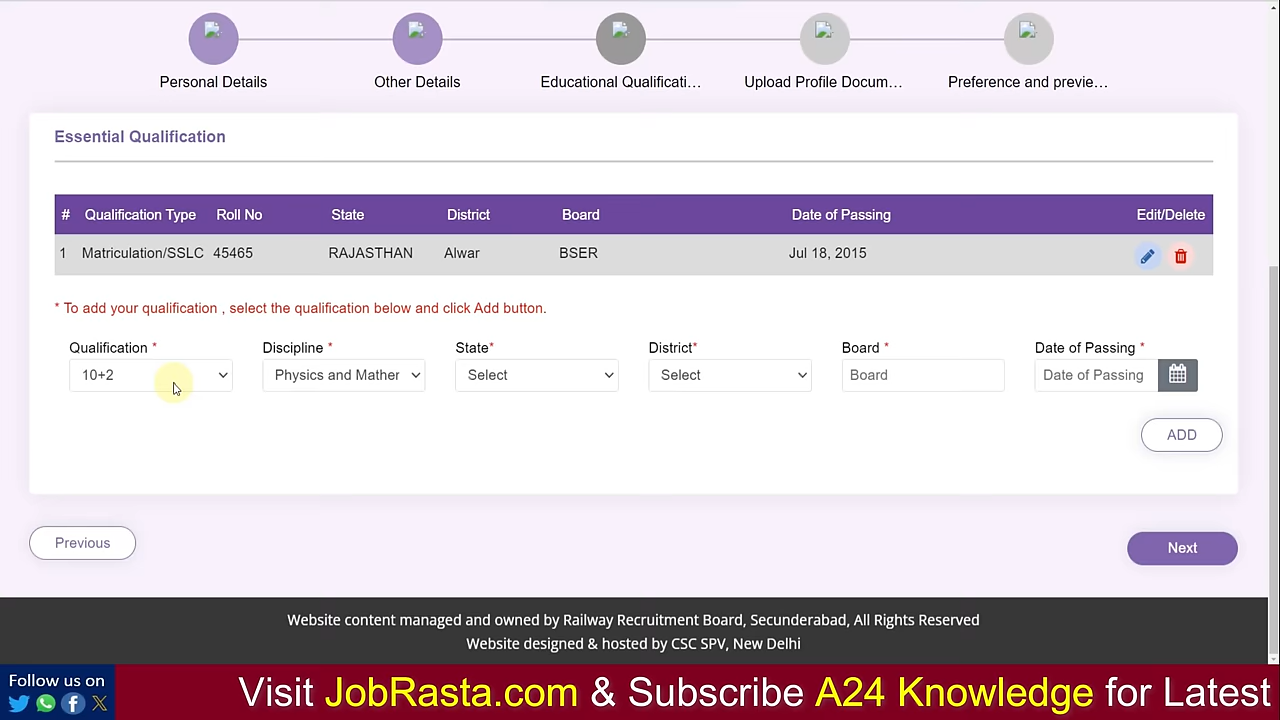 Personal Details
Other Details
Educational Qualificati...
Upload Profile Docum...
Preference and previe...
Essential Qualification
# Qualification Type Roll No State District Board Date of Passing Edit/Delete
1 Matriculation/SSLC 45465 RAJASTHAN Alwar BSER Jul 18, 2015
* To add your qualification , select the qualification below and click Add button.
Qualification * Discipline * State* District* Board * Date of Passing *
10+2 Physics and Mather Select Select Board Date of Passing
ADD
Previous
Next
Website content managed and owned by Railway Recruitment Board, Secunderabad, All Rights Reserved
Website designed & hosted by CSC SPV, New Delhi
Follow us on
Visit JobRasta.com & Subscribe A24 Knowledge for Latest